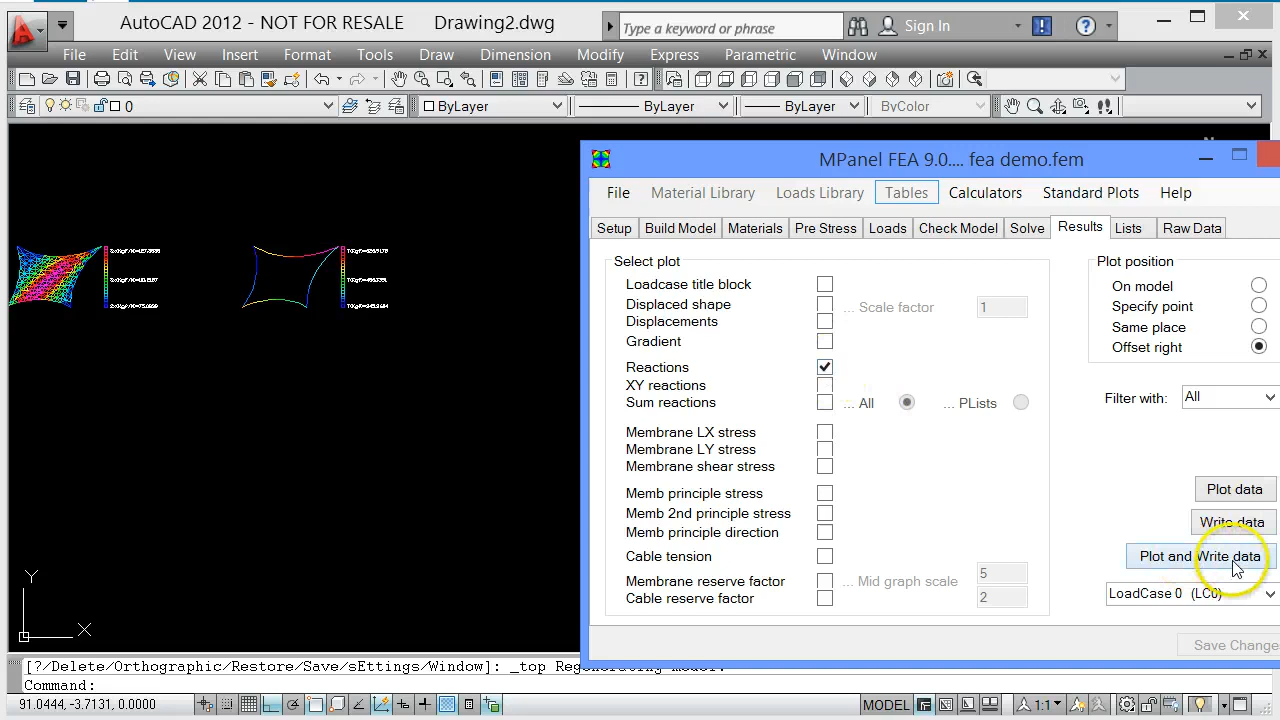 AutoCAD 2012 - NOT FOR RESALE Drawing2.dwg
Type a keyword or phrase
Sign In
File Edit View Insert Format Tools Draw Dimension Modify Express Parametric Window
0 ByLayer ByLayer ByLayer ByColor
MPanel FEA 9.0.... fea demo.fem
File Material Library Loads Library Tables Calculators Standard Plots Help
Setup Build Model Materials Pre Stress Loads Check Model Solve Results Lists Raw Data
Select plot
Loadcase title block
Displaced shape ... Scale factor 1
Displacements
Gradient
Reactions
XY reactions
Sum reactions ... All ... PLists
Membrane LX stress
Membrane LY stress
Membrane shear stress
Memb principle stress
Memb 2nd principle stress
Memb principle direction
Cable tension
Membrane reserve factor ... Mid graph scale 5
Cable reserve factor 2
Plot position
On model
Specify point
Same place
Offset right
Filter with: All
Plot data
Write data
Plot and Write data
LoadCase 0 (LC0)
Save Change
Y
X
[?/Delete/Orthographic/Restore/Save/sEttings/Window]: _top Regenerating model.
Command:
91.0444, -3.7131, 0.0000 MODEL 1:1